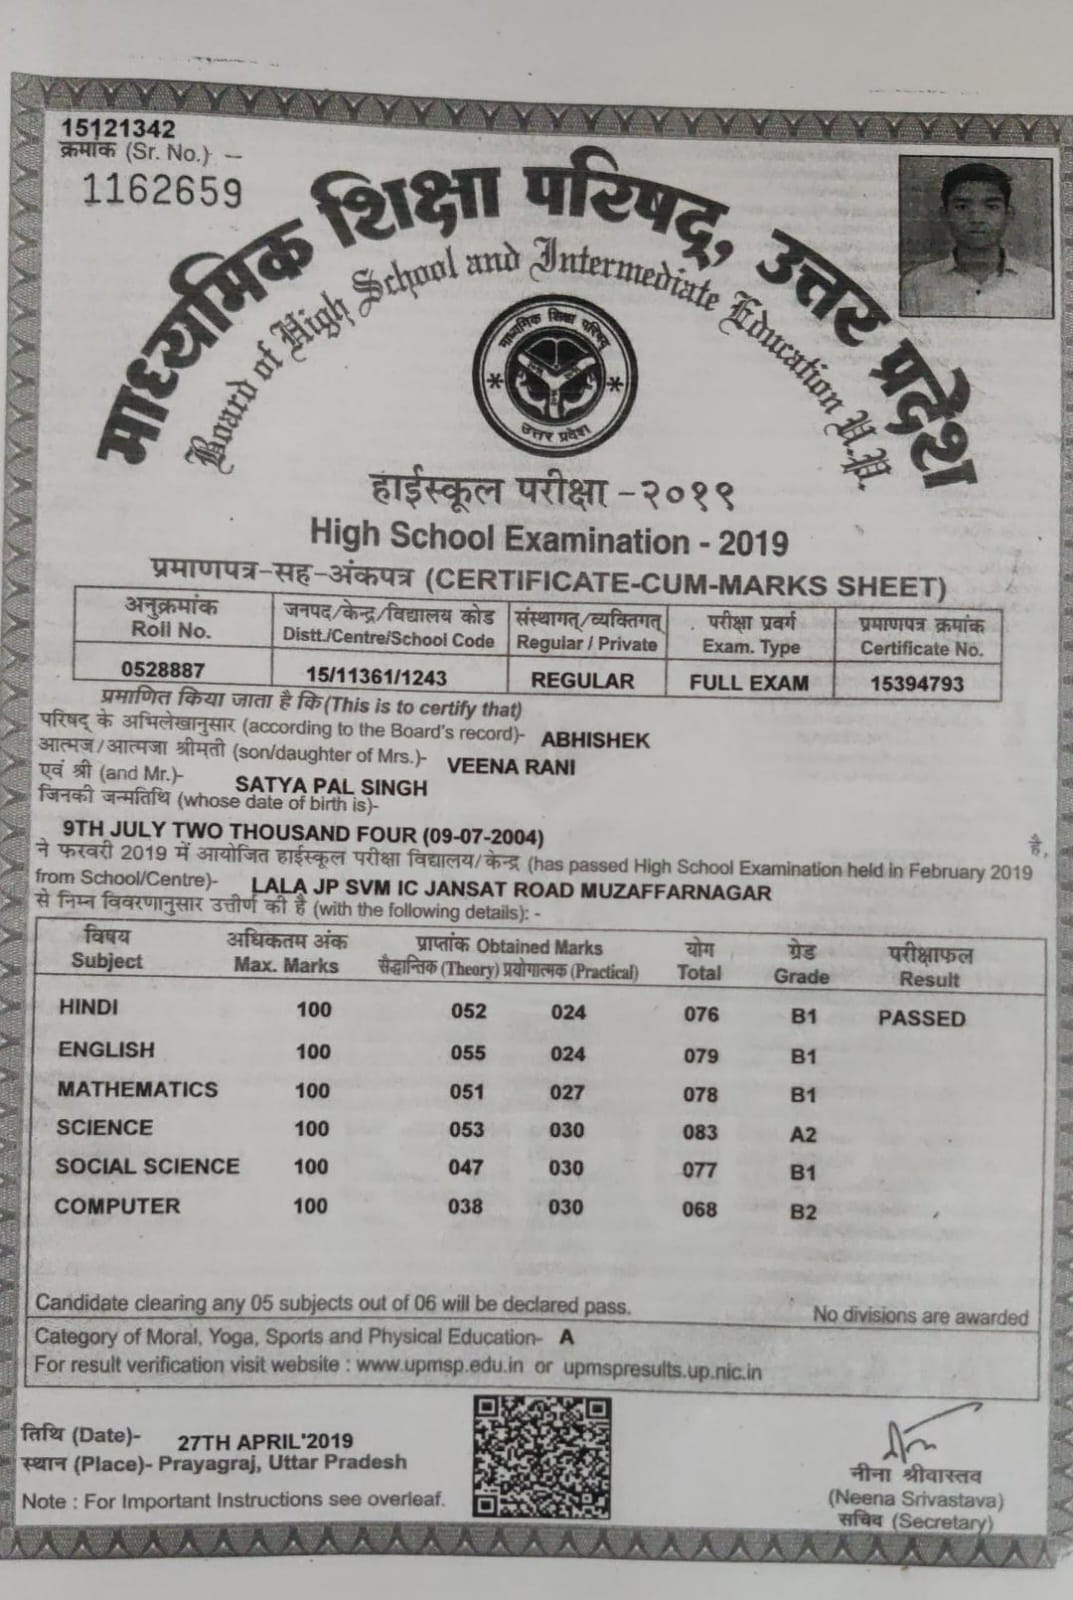 15121342
क्रमांक (Sr. No.) –
1162659
माध्यमिक शिक्षा परिषद्, उत्तर प्रदेश
Board of High School and Intermediate Education U.P.
माध्यमिक शिक्षा परिषद्
उत्तर प्रदेश
हाईस्कूल परीक्षा -२०१९
High School Examination - 2019
प्रमाणपत्र-सह-अंकपत्र (CERTIFICATE-CUM-MARKS SHEET)
अनुक्रमांक जनपद/केन्द्र/विद्यालय कोड संस्थागत्/व्यक्तिगत् परीक्षा प्रवर्ग प्रमाणपत्र क्रमांक
Roll No. Distt./Centre/School Code Regular / Private Exam. Type Certificate No.
0528887 15/11361/1243 REGULAR FULL EXAM 15394793
प्रमाणित किया जाता है कि (This is to certify that)
परिषद् के अभिलेखानुसार (according to the Board's record)- ABHISHEK
आत्मज/आत्मजा श्रीमती (son/daughter of Mrs.)- VEENA RANI
एवं श्री (and Mr.)- SATYA PAL SINGH
जिनकी जन्मतिथि (whose date of birth is)-
9TH JULY TWO THOUSAND FOUR (09-07-2004)
ने फरवरी 2019 में आयोजित हाईस्कूल परीक्षा विद्यालय/केन्द्र (has passed High School Examination held in February 2019 है,
from School/Centre)- LALA JP SVM IC JANSAT ROAD MUZAFFARNAGAR
से निम्न विवरणानुसार उत्तीर्ण की है (with the following details): -
विषय अधिकतम अंक प्राप्तांक Obtained Marks योग ग्रेड परीक्षाफल
Subject Max. Marks सैद्धान्तिक (Theory) प्रयोगात्मक (Practical) Total Grade Result
HINDI 100 052 024 076 B1 PASSED
ENGLISH 100 055 024 079 B1
MATHEMATICS 100 051 027 078 B1
SCIENCE 100 053 030 083 A2
SOCIAL SCIENCE 100 047 030 077 B1
COMPUTER 100 038 030 068 B2
Candidate clearing any 05 subjects out of 06 will be declared pass. No divisions are awarded
Category of Moral, Yoga, Sports and Physical Education- A
For result verification visit website : www.upmsp.edu.in or upmspresults.up.nic.in
तिथि (Date)- 27TH APRIL'2019
स्थान (Place)- Prayagraj, Uttar Pradesh
Note : For Important Instructions see overleaf.
नीना श्रीवास्तव
(Neena Srivastava)
सचिव (Secretary)